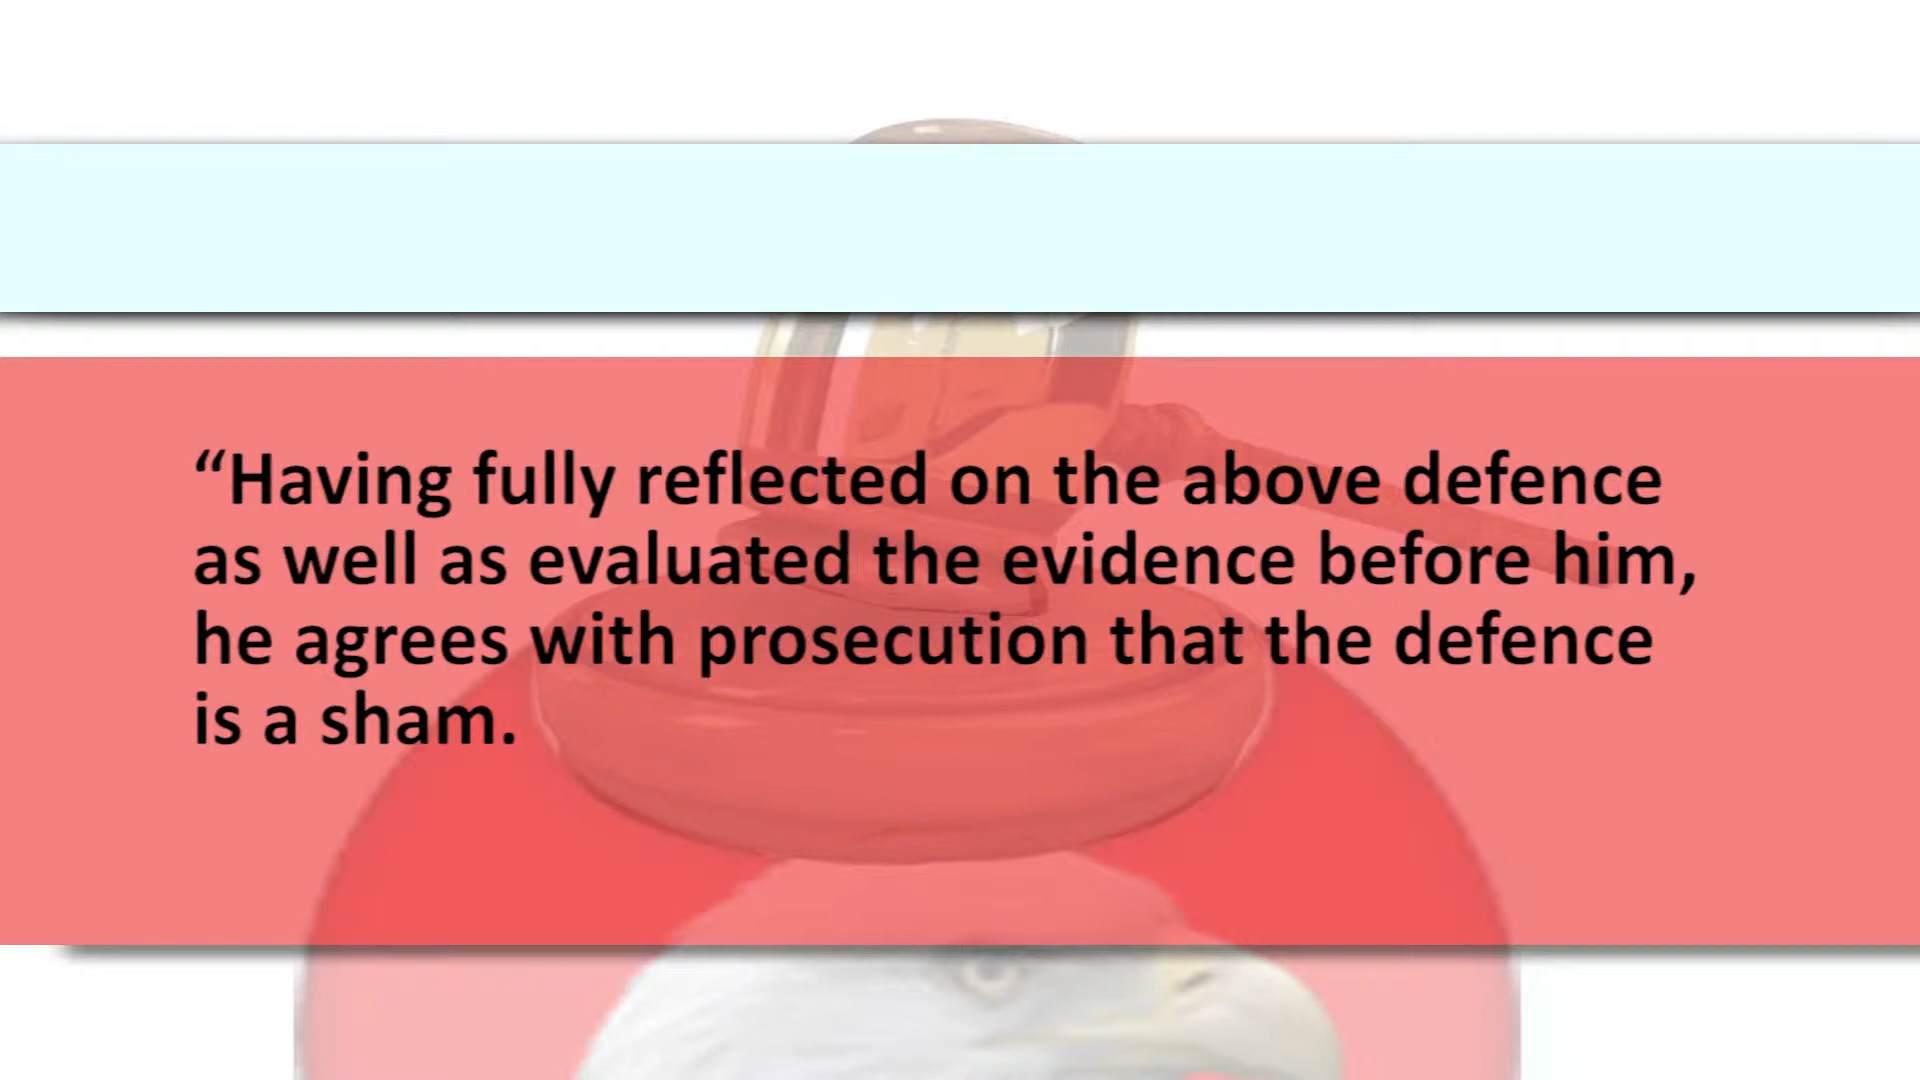 “Having fully reflected on the above defence
as well as evaluated the evidence before him,
he agrees with prosecution that the defence
is a sham.